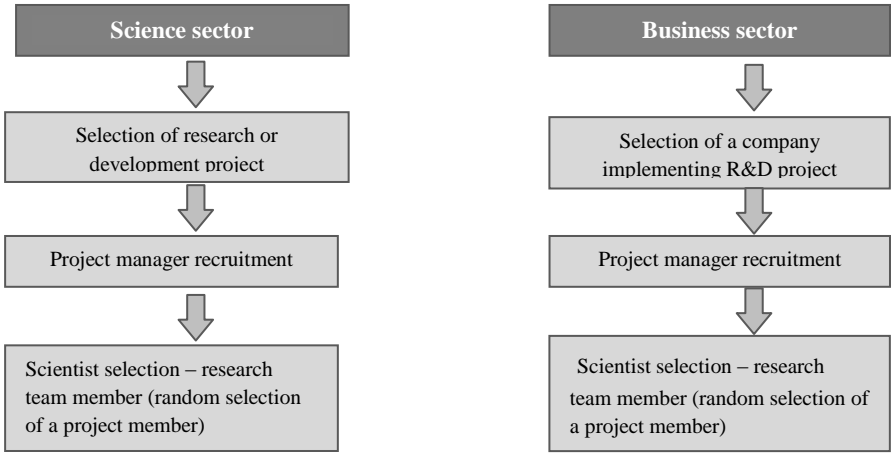 Science sector
Selection of research or
development project
Project manager recruitment
Scientist selection – research
team member (random selection
of a project member)
Business sector
Selection of a company
implementing R&D project
Project manager recruitment
Scientist selection – research
team member (random selection of
a project member)